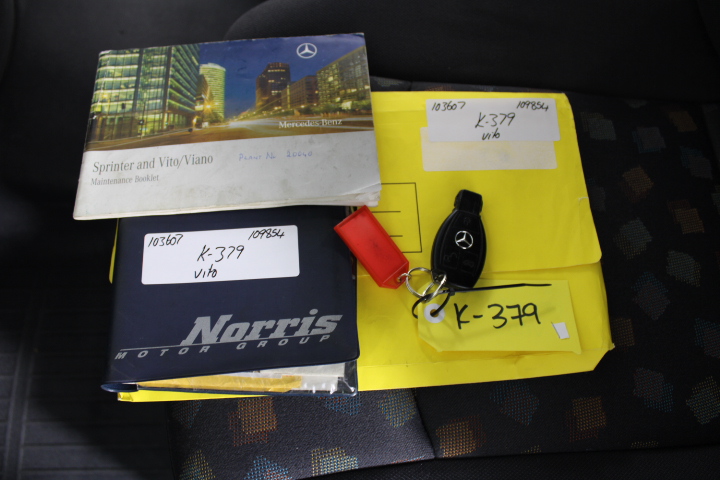 Mercedes-Benz
Sprinter and Vito/Viano
Maintenance Booklet
103607 109854
K-379
Vito
103607 109854
K-379
Vito
Norris
MOTOR GROUP
K-379